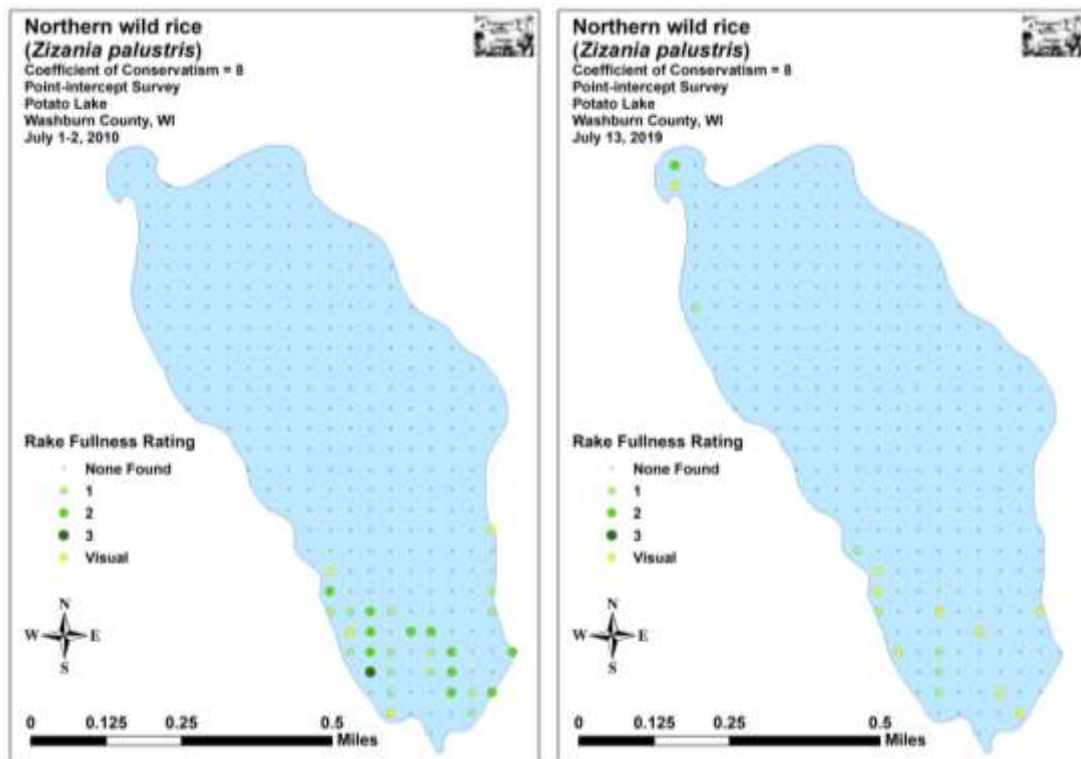 Northern wild rice
(Zizania palustris)
Coefficient of Conservatism = 8
Point-intercept Survey
Potato Lake
Washburn County, WI
July 1-2, 2010
Rake Fullness Rating
None Found
1
2
3
Visual
N
W E
S
0 0.125 0.25 0.5
Miles
Northern wild rice
(Zizania palustris)
Coefficient of Conservatism = 8
Point-intercept Survey
Potato Lake
Washburn County, WI
July 13, 2019
Rake Fullness Rating
None Found
1
2
3
Visual
N
W E
S
0 0.125 0.25 0.5
Miles